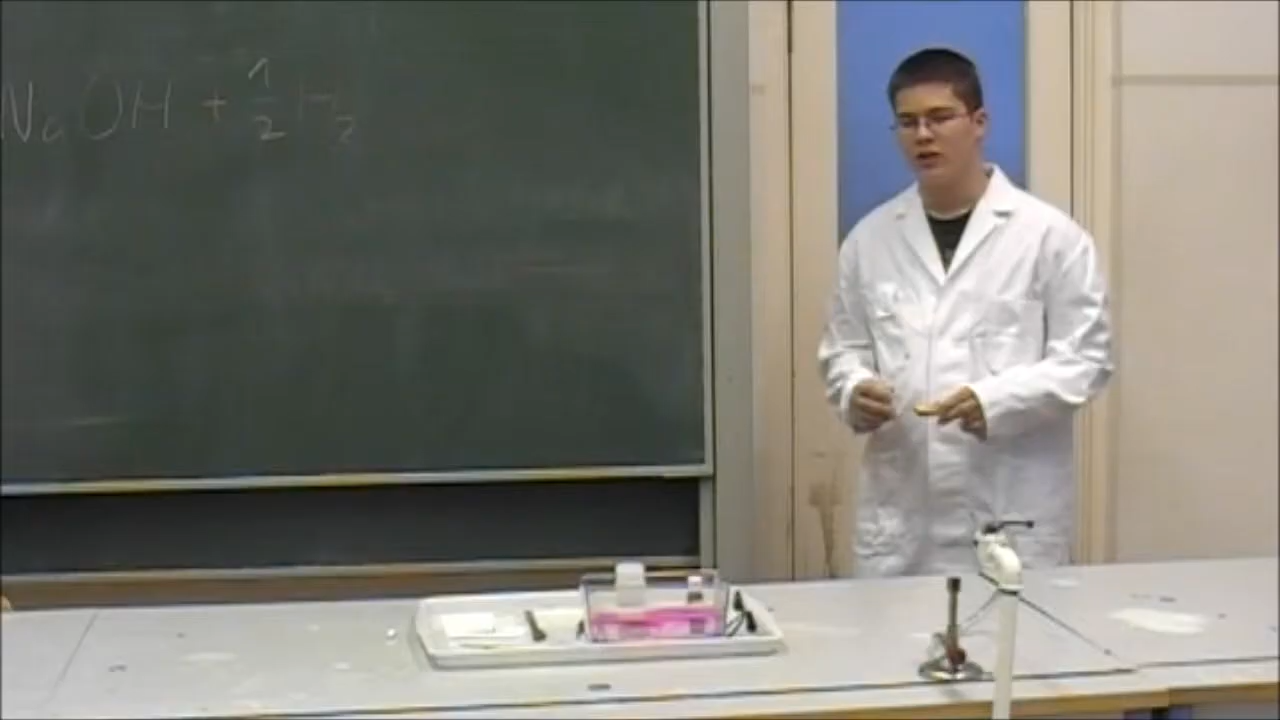 NaOH + 1/2 H₂